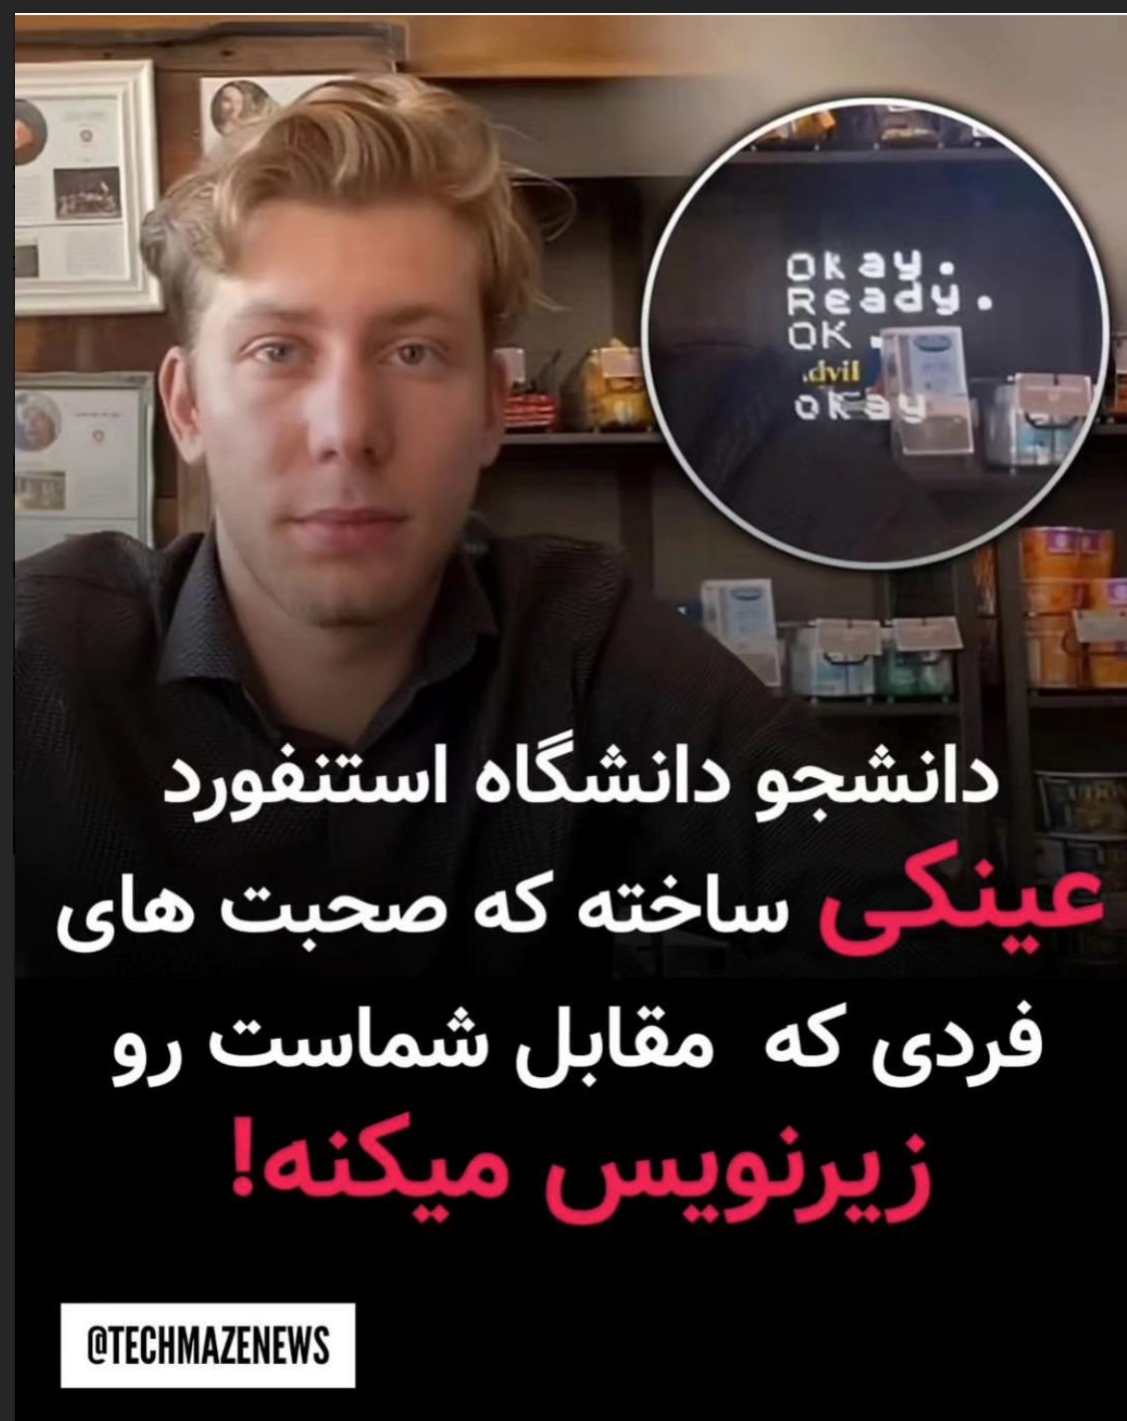 Okay.
Ready.
OK.
dvil
okay
دانشجو دانشگاه استنفورد
عینکی ساخته که صحبت های
فردی که مقابل شماست رو
زیرنویس میکنه!
@TECHMAZENEWS